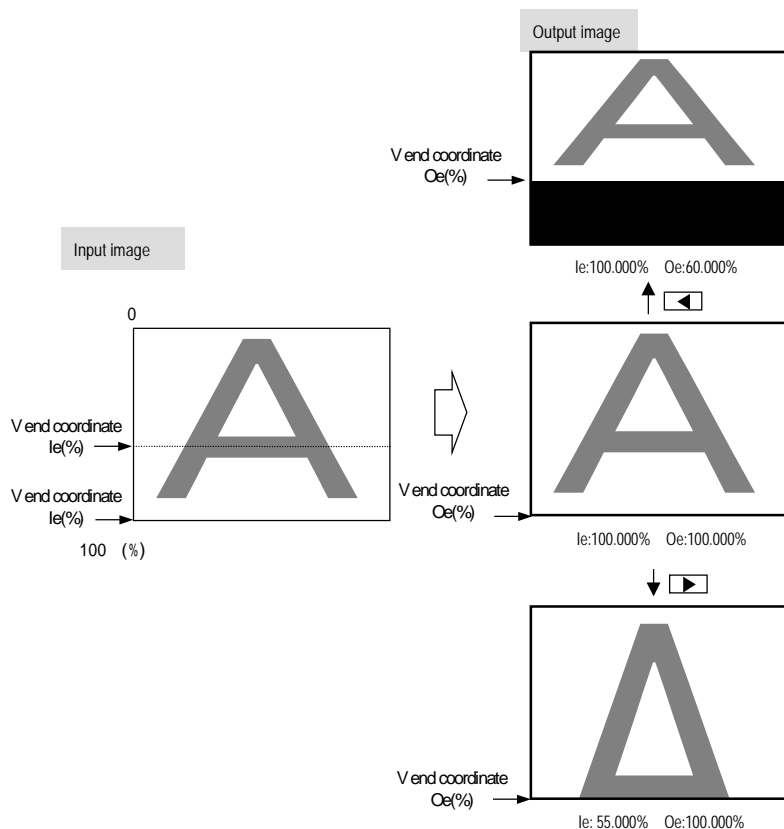 Output image
V end coordinate
Oe(%)
Input image
Ie:100.000% Oe:60.000%
0
V end coordinate
Ie(%)
V end coordinate
Ie(%)
100 (%)
V end coordinate
Oe(%)
Ie:100.000% Oe:100.000%
V end coordinate
Oe(%)
Ie: 55.000% Oe:100.000%